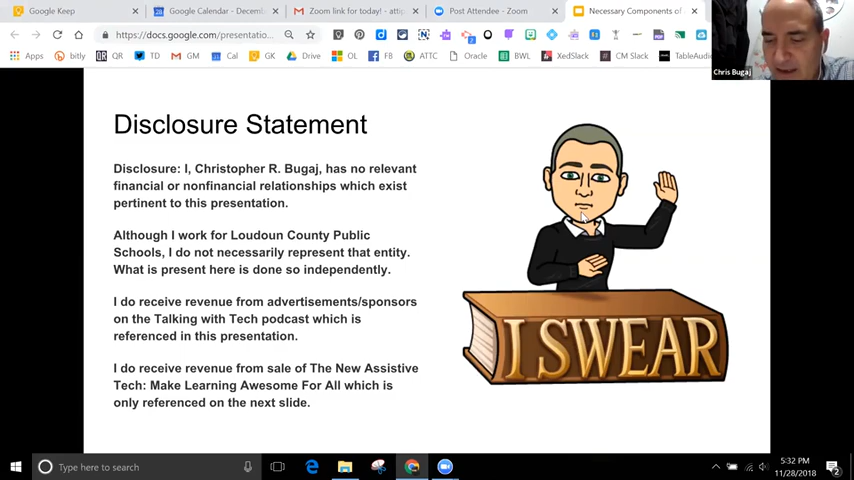 Google Keep
Google Calendar - Decemb
Zoom link for today! - attip
Post Attendee - Zoom
Necessary Components of
https://docs.google.com/presentatio...
Apps
bitly
QR
TD
GM
Cal
GK
Drive
OL
FB
ATTC
Oracle
BWL
XedSlack
CM Slack
TableAudio
Chris Bugaj
Disclosure Statement
Disclosure: I, Christopher R. Bugaj, has no relevant
financial or nonfinancial relationships which exist
pertinent to this presentation.
Although I work for Loudoun County Public
Schools, I do not necessarily represent that entity.
What is present here is done so independently.
I do receive revenue from advertisements/sponsors
on the Talking with Tech podcast which is
referenced in this presentation.
I do receive revenue from sale of The New Assistive
Tech: Make Learning Awesome For All which is
only referenced on the next slide.
I SWEAR
Type here to search
5:32 PM
11/28/2018